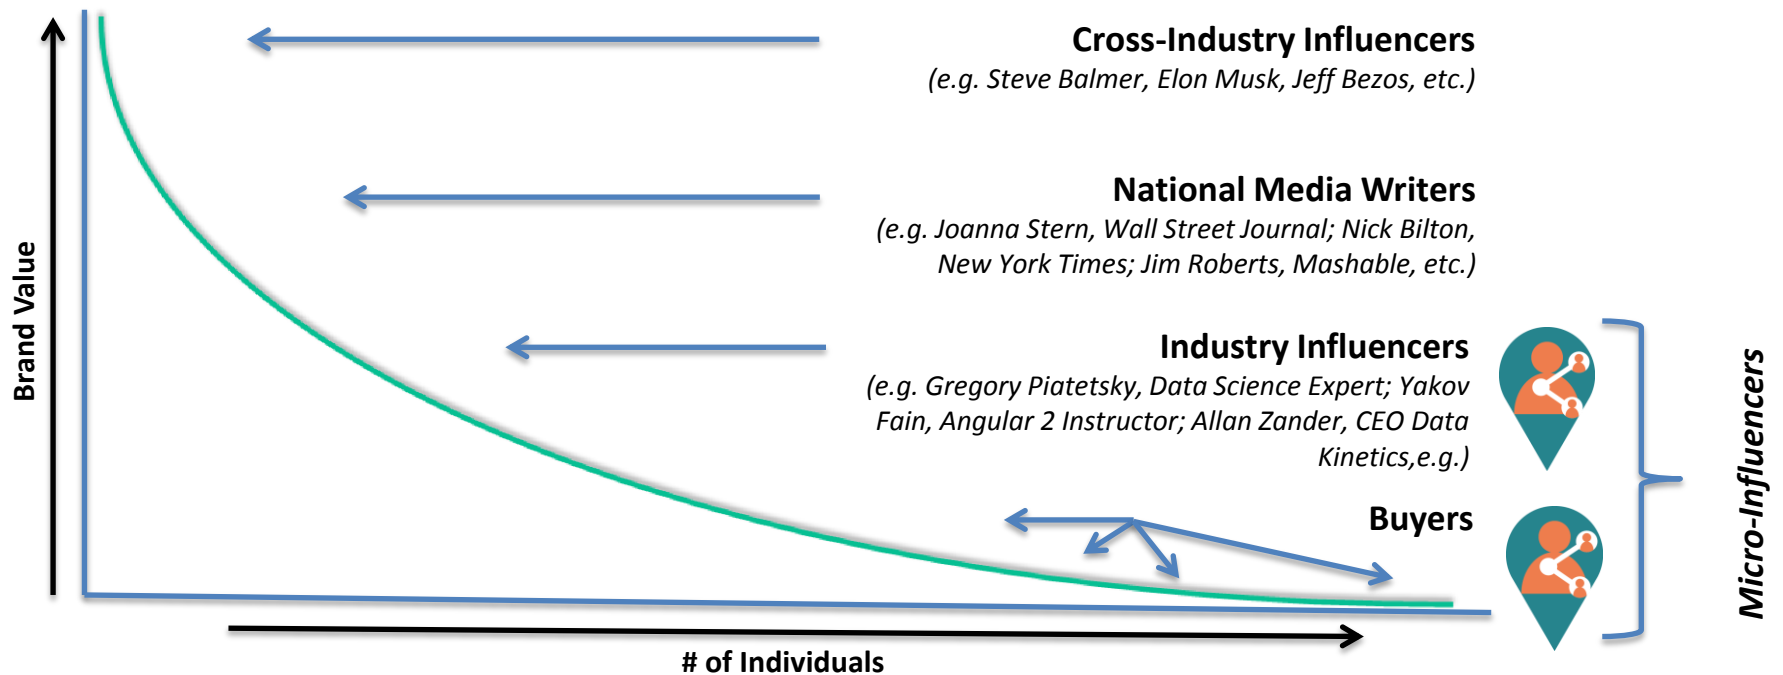 Cross-Industry Influencers
(e.g. Steve Balmer, Elon Musk, Jeff Bezos, etc.)
National Media Writers
(e.g. Joanna Stern, Wall Street Journal; Nick Bilton,
New York Times; Jim Roberts, Mashable, etc.)
Industry Influencers
(e.g. Gregory Piatetsky, Data Science Expert; Yakov
Fain, Angular 2 Instructor; Allan Zander, CEO Data
Kinetics,e.g.)
Buyers
Micro-Influencers
Brand Value
# of Individuals